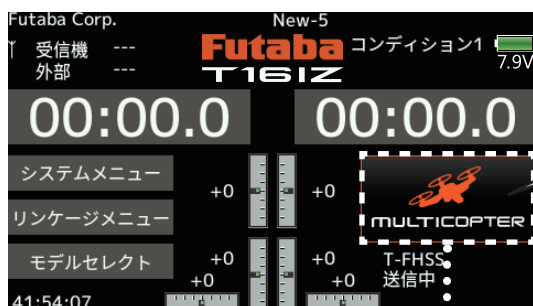 Futaba Corp.
New-5
受信機 ---
外部 ---
Futaba
T16IZ
コンディション1
7.9V
00:00.0
00:00.0
システムメニュー
+0
+0
リンケージメニュー
MULTICOPTER
モデルセレクト
+0
+0
T-FHSS
+0
+0
送信中
41:54:07